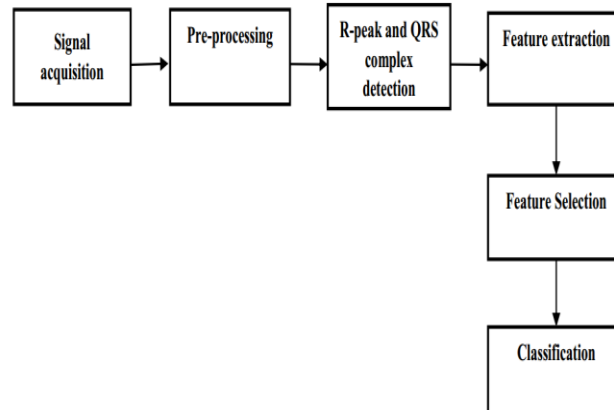 Signal
acquisition
Pre-processing
R-peak and QRS
complex
detection
Feature extraction
Feature Selection
Classification